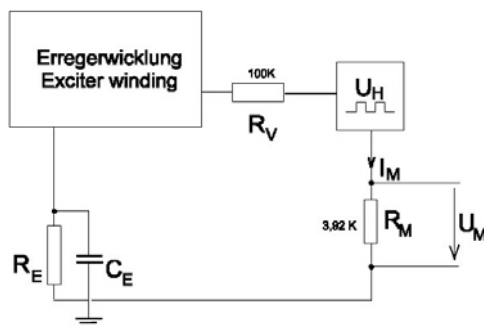 Erregerwicklung
Exciter winding
100K
R_V
U_H
I_M
3,92 K
R_M
U_M
R_E
C_E